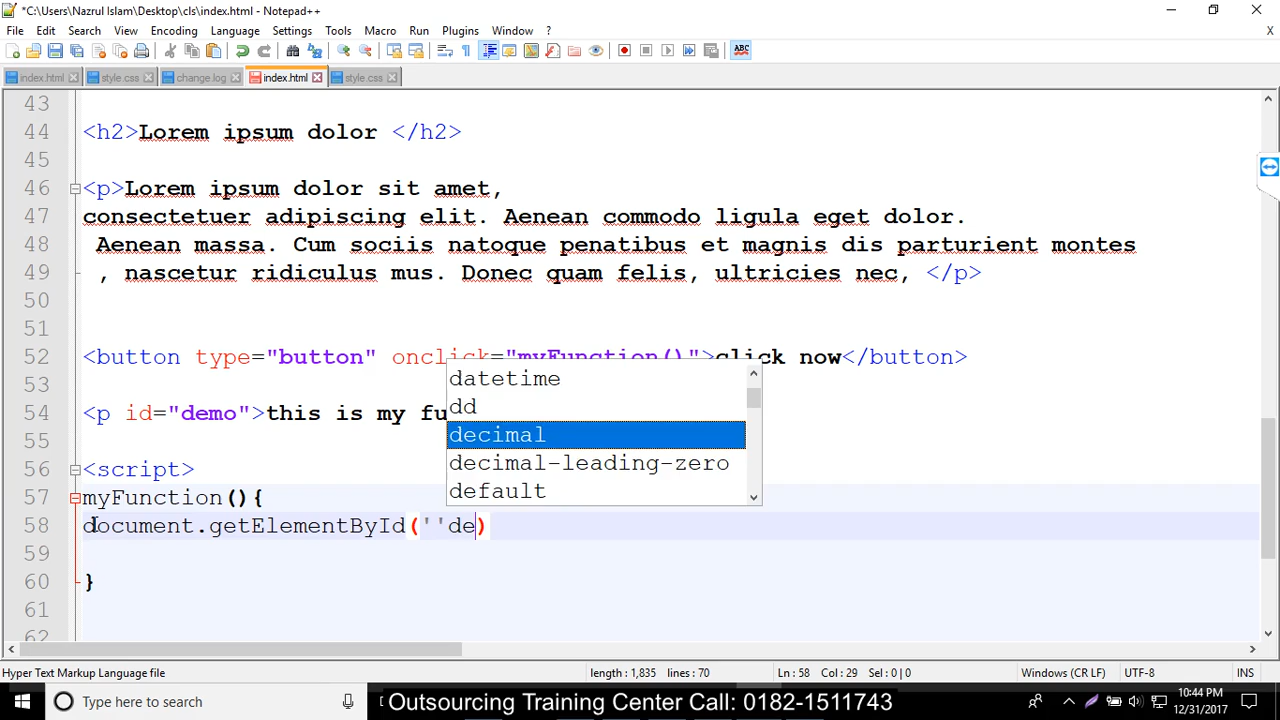 *C:\Users\Nazrul Islam\Desktop\cls\index.html - Notepad++
File Edit Search View Encoding Language Settings Tools Macro Run Plugins Window ?
X
ABC
index.html style.css change.log index.html style.css
43
44 <h2>Lorem ipsum dolor </h2>
45
46 <p>Lorem ipsum dolor sit amet,
47 consectetuer adipiscing elit. Aenean commodo ligula eget dolor.
48 Aenean massa. Cum sociis natoque penatibus et magnis dis parturient montes
49 , nascetur ridiculus mus. Donec quam felis, ultricies nec, </p>
50
51
52 <button type="button" onclick="myFunction()">click now</button>
datetime
53
dd
54 <p id="demo">this is my fu
decimal
55
decimal-leading-zero
56 <script>
default
57 myFunction(){
58 document.getElementById(''de)
59
60 }
61
62
Hyper Text Markup Language file length : 1,835 lines : 70 Ln : 58 Col : 29 Sel : 0 | 0 Windows (CR LF) UTF-8 INS
Type here to search
Outsourcing Training Center Call: 0182-1511743
10:44 PM
12/31/2017